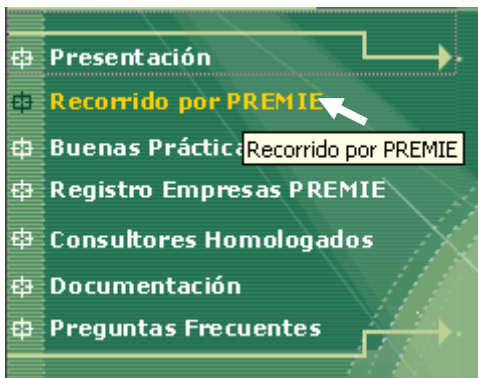 Presentación
Recorrido por PREMIE
Buenas Práctica
Recorrido por PREMIE
Registro Empresas PREMIE
Consultores Homologados
Documentación
Preguntas Frecuentes